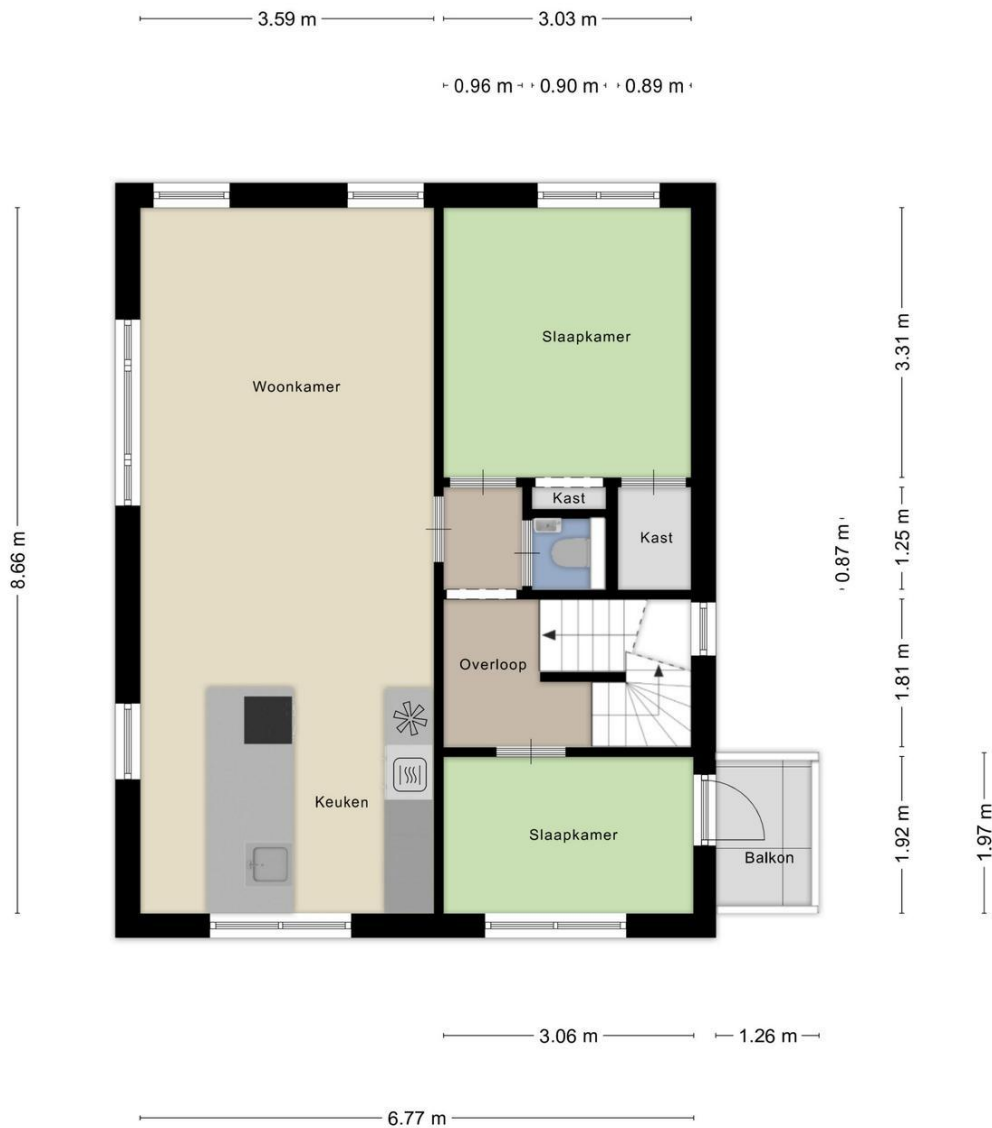 3.59 m
3.03 m
0.96 m
0.90 m
0.89 m
Slaapkamer
3.31 m
Woonkamer
Kast
Kast
8.66 m
0.87 m
1.25 m
Overloop
1.81 m
Keuken
Slaapkamer
Balkon
1.92 m
1.97 m
3.06 m
1.26 m
6.77 m